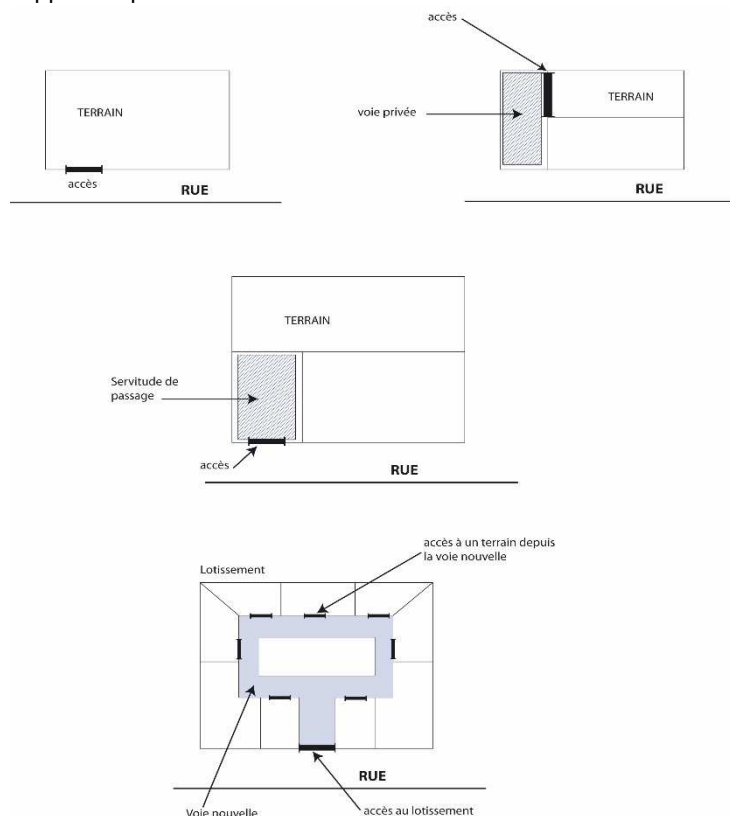 accès
TERRAIN
accès
RUE
voie privée
TERRAIN
RUE
TERRAIN
Servitude de
passage
accès
RUE
accès à un terrain depuis
la voie nouvelle
Lotissement
RUE
Voie nouvelle
accès au lotissement